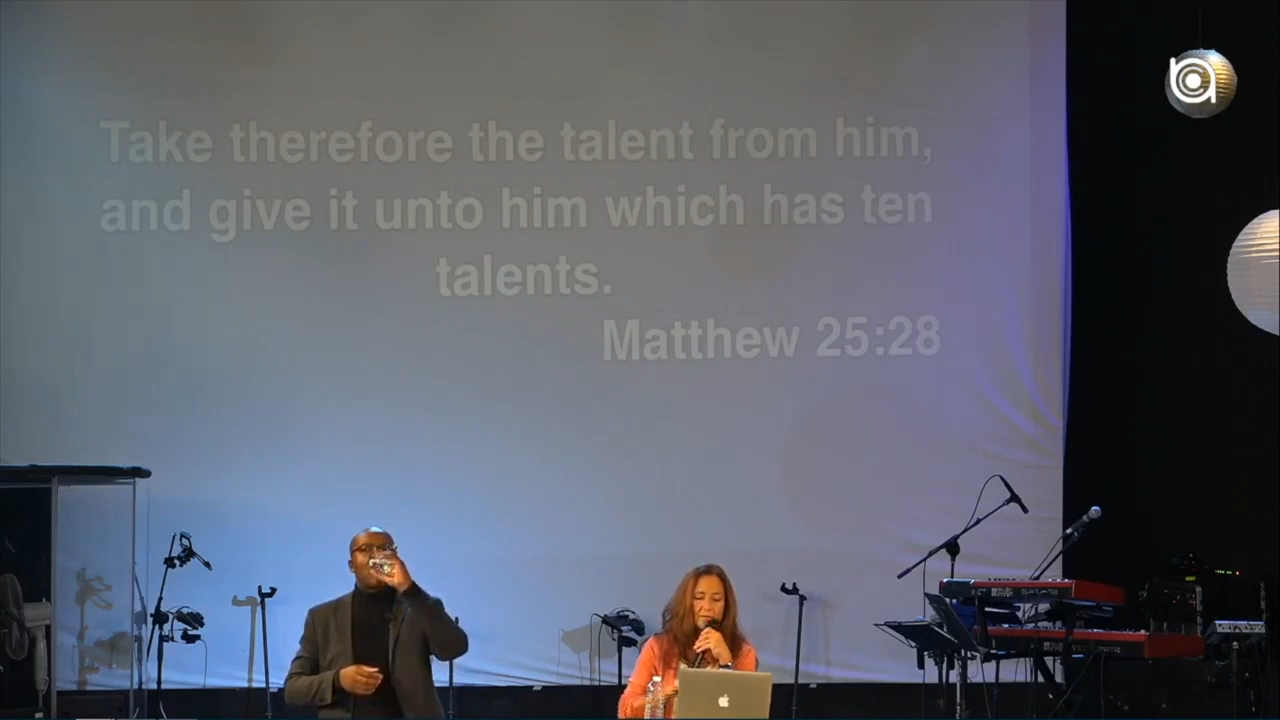 Take therefore the talent from him,
and give it unto him which has ten
talents.
Matthew 25:28